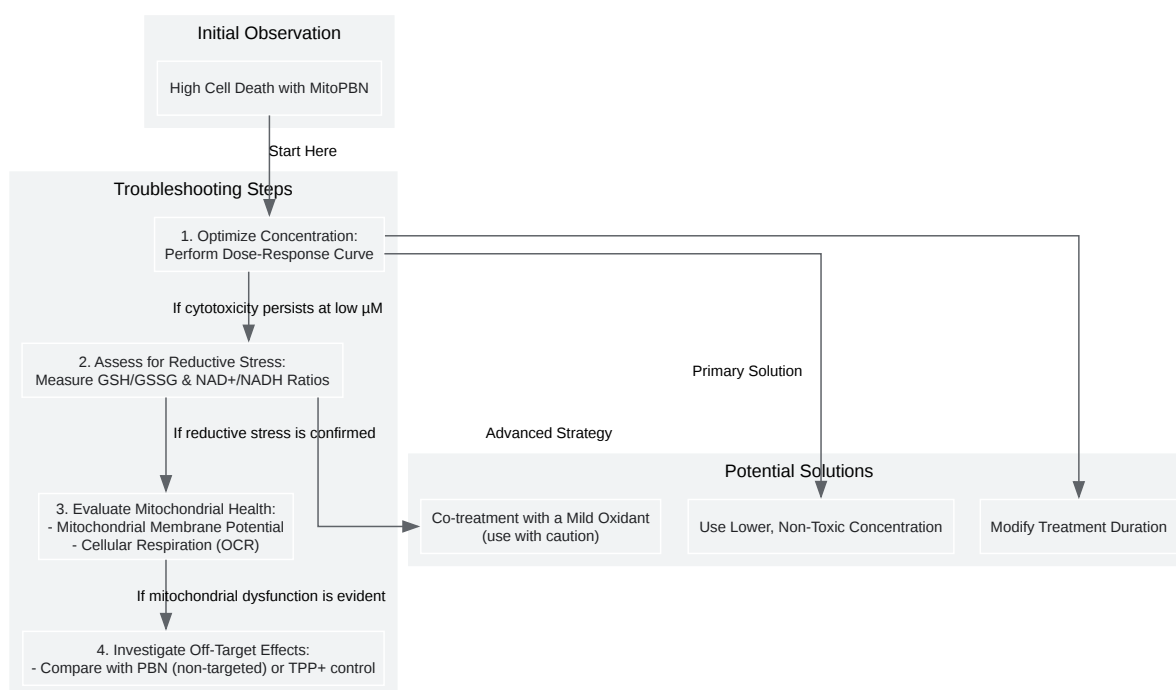 Initial Observation
High Cell Death with MitoPBN
Start Here
Troubleshooting Steps
1. Optimize Concentration:
Perform Dose-Response Curve
If cytotoxicity persists at low µM
2. Assess for Reductive Stress:
Measure GSH/GSSG & NAD+/NADH Ratios
Primary Solution
If reductive stress is confirmed
Advanced Strategy
Potential Solutions
3. Evaluate Mitochondrial Health:
- Mitochondrial Membrane Potential
- Cellular Respiration (OCR)
Co-treatment with a Mild Oxidant
(use with caution)
Use Lower, Non-Toxic Concentration
Modify Treatment Duration
If mitochondrial dysfunction is evident
4. Investigate Off-Target Effects:
- Compare with PBN (non-targeted) or TPP+ control